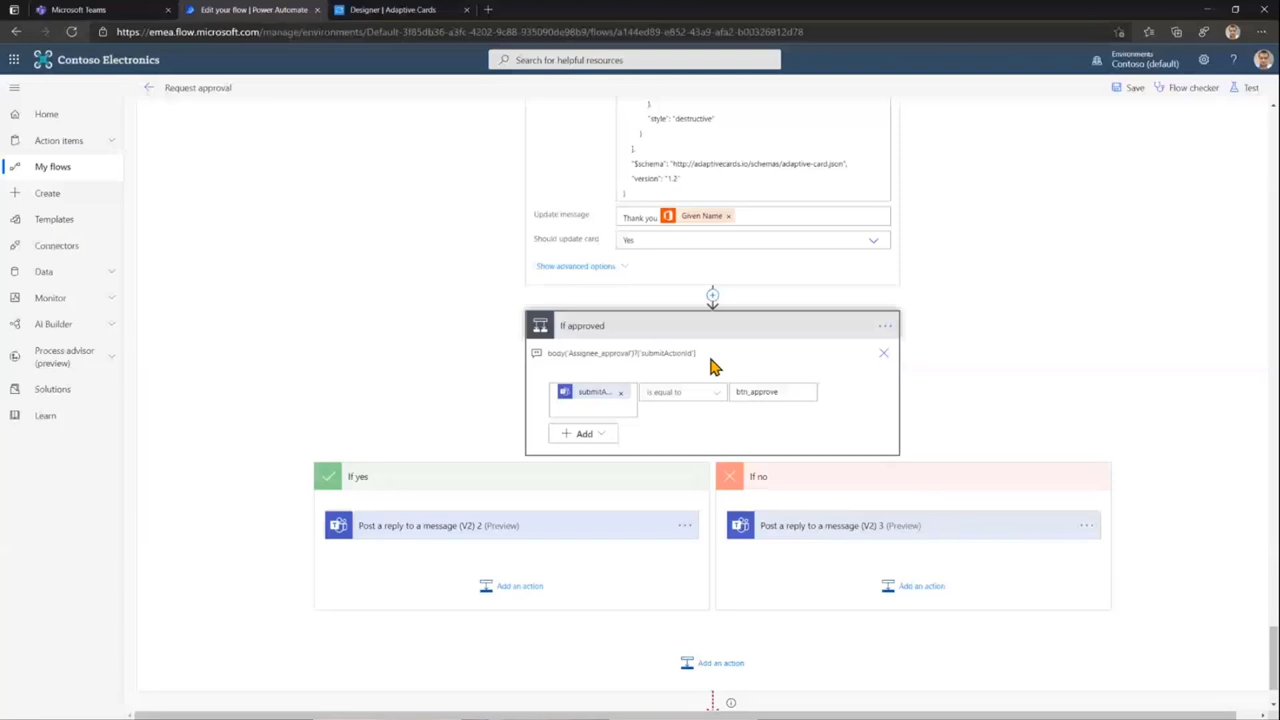 Microsoft Teams
Edit your flow | Power Automate
Designer | Adaptive Cards
https://emea.flow.microsoft.com/manage/environments/Default-3f85db36-a3fc-4202-9c88-935090de98b9/flows/a144ed89-e852-43a9-afa2-b00326912d78
Contoso Electronics
Search for helpful resources
Environments
Contoso (default)
Request approval
Save
Flow checker
Test
Home
Action items
My flows
Create
Templates
Connectors
Data
Monitor
AI Builder
Process advisor
(preview)
Solutions
Learn
],
"style": "destructive"
}
],
"$schema": "http://adaptivecards.io/schemas/adaptive-card.json",
"version": "1.2"
}
Update message
Thank you Given Name ×
Should update card
Yes
Show advanced options
If approved
body('Assignee_approval')?['submitActionId']
submitA... ×
is equal to
btn_approve
Add
If yes
Post a reply to a message (V2) 2 (Preview)
Add an action
If no
Post a reply to a message (V2) 3 (Preview)
Add an action
Add an action